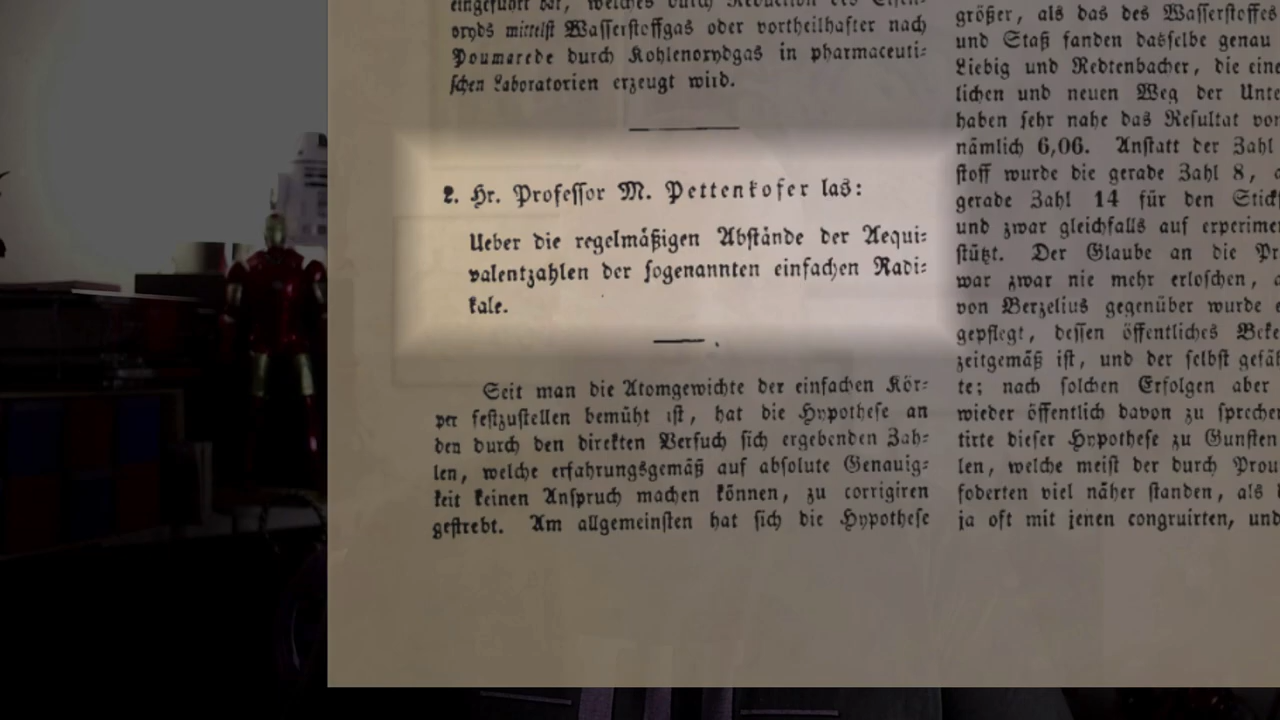 eingeführt hat, welches durch Reduction des Eisen-
oryds mittelst Wasserstoffgas oder vortheilhafter nach
Poumarede durch Kohlenorydgas in pharmaceuti-
schen Laboratorien erzeugt wird.
2. Hr. Professor M. Pettenkofer las:
Ueber die regelmäßigen Abstände der Aequi-
valentzahlen der sogenannten einfachen Radi-
kale.
Seit man die Atomgewichte der einfachen Kör-
per festzustellen bemüht ist, hat die Hypothese an
den durch den direkten Versuch sich ergebenden Zah-
len, welche erfahrungsgemäß auf absolute Genauig-
keit keinen Anspruch machen können, zu corrigiren
gestrebt. Am allgemeinsten hat sich die Hypothese
größer, als das des Wasserstoffes
und Staß fanden dasselbe genau
Liebig und Redtenbacher, die eine
lichen und neuen Weg der Unte
haben sehr nahe das Resultat von
nämlich 6,06. Anstatt der Zahl
stoff wurde die gerade Zahl 8,
gerade Zahl 14 für den Stick
und zwar gleichfalls auf experime
stützt. Der Glaube an die Pr
war zwar nie mehr erloschen,
von Berzelius gegenüber wurde
gepflegt, dessen öffentliches Beke
zeitgemäß ist, und der selbst gefäl
te; nach solchen Erfolgen aber
wieder öffentlich davon zu spreche
tirte dieser Hypothese zu Gunsten
len, welche meist der durch Prou
foderten viel näher standen, als
ja oft mit jenen congruirten, und